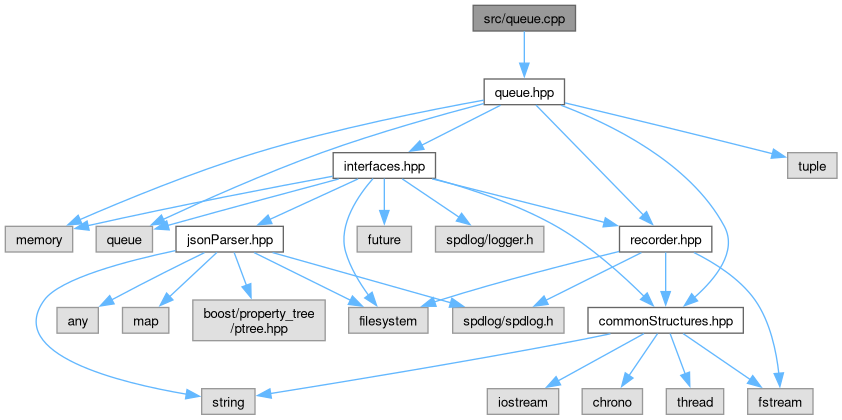 src/queue.cpp
queue.hpp
interfaces.hpp
tuple
memory
queue
jsonParser.hpp
future
spdlog/logger.h
recorder.hpp
any
map
boost/property_tree
/ptree.hpp
filesystem
spdlog/spdlog.h
commonStructures.hpp
string
iostream
chrono
thread
fstream